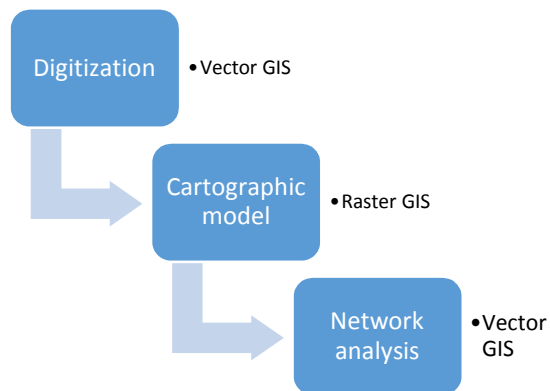 Digitization
•Vector GIS
Cartographic
model
•Raster GIS
Network
analysis
•Vector
GIS